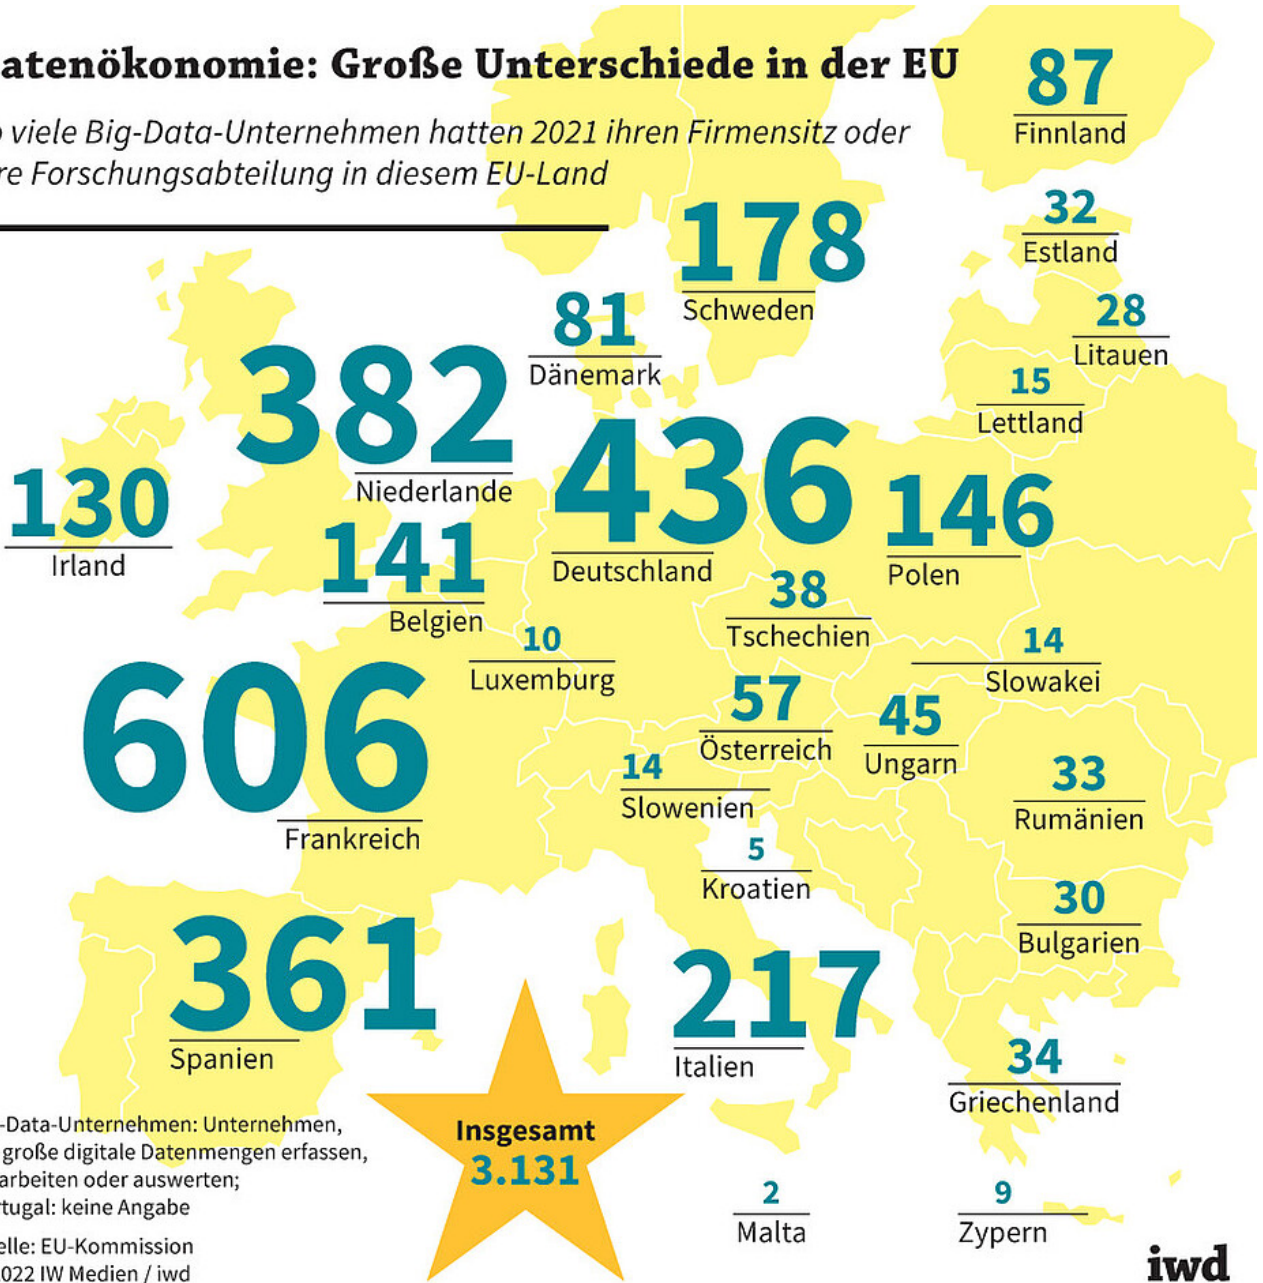 atenökonomie: Große Unterschiede in der EU
viele Big-Data-Unternehmen hatten 2021 ihren Firmensitz oder
re Forschungsabteilung in diesem EU-Land
87
Finnland
32
Estland
178
Schweden
81
Dänemark
28
Litauen
15
Lettland
382
Niederlande
436
Deutschland
146
Polen
130
Irland
141
Belgien
38
Tschechien
10
Luxemburg
14
Slowakei
606
Frankreich
57
Österreich
45
Ungarn
14
Slowenien
33
Rumänien
5
Kroatien
30
Bulgarien
361
Spanien
217
Italien
34
Griechenland
-Data-Unternehmen: Unternehmen,
große digitale Datenmengen erfassen,
arbeiten oder auswerten;
rtugal: keine Angabe
Insgesamt
3.131
2
Malta
9
Zypern
elle: EU-Kommission
022 IW Medien / iwd
iwd